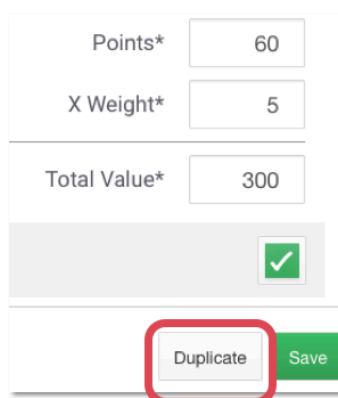 Points* 60
X Weight* 5
Total Value* 300
Duplicate Save